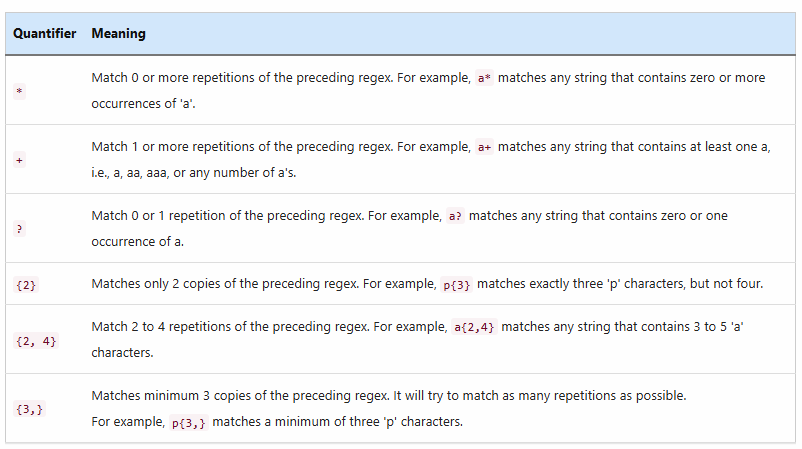 Quantifier Meaning
* Match 0 or more repetitions of the preceding regex. For example, a* matches any string that contains zero or more
occurrences of 'a'.
+ Match 1 or more repetitions of the preceding regex. For example, a+ matches any string that contains at least one a,
i.e., a, aa, aaa, or any number of a's.
? Match 0 or 1 repetition of the preceding regex. For example, a? matches any string that contains zero or one
occurrence of a.
{2} Matches only 2 copies of the preceding regex. For example, p{3} matches exactly three 'p' characters, but not four.
{2, 4} Match 2 to 4 repetitions of the preceding regex. For example, a{2,4} matches any string that contains 3 to 5 'a'
characters.
{3,} Matches minimum 3 copies of the preceding regex. It will try to match as many repetitions as possible.
For example, p{3,} matches a minimum of three 'p' characters.